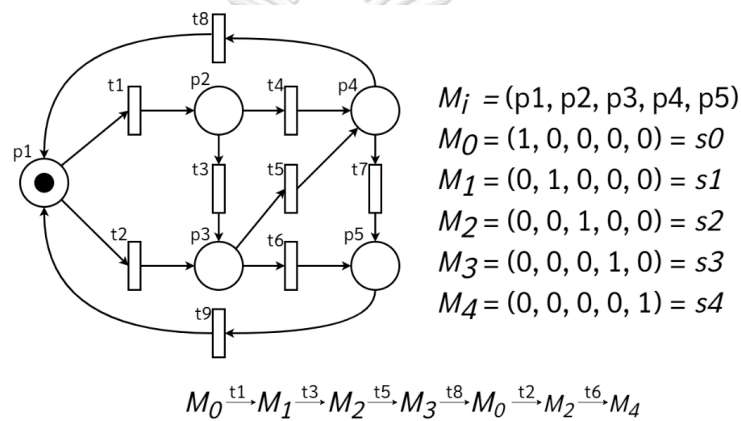 t8
t1
p2
t4
p4
p1
t3
t5
t7
t2
p3
t6
p5
t9
Mi = (p1, p2, p3, p4, p5)
M0 = (1, 0, 0, 0, 0) = s0
M1 = (0, 1, 0, 0, 0) = s1
M2 = (0, 0, 1, 0, 0) = s2
M3 = (0, 0, 0, 1, 0) = s3
M4 = (0, 0, 0, 0, 1) = s4
M0 t1→ M1 t3→ M2 t5→ M3 t8→ M0 t2→ M2 t6→ M4